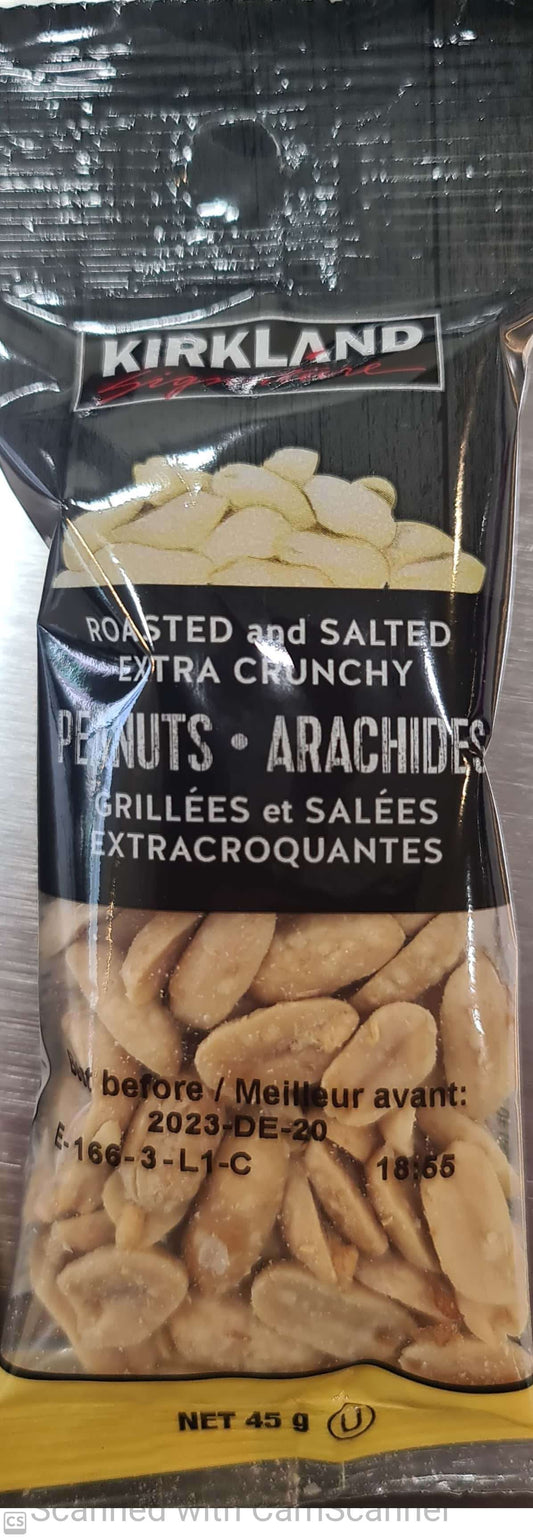 KIRKLAND
Signature
ROASTED and SALTED
EXTRA CRUNCHY
PEANUTS • ARACHIDES
GRILLÉES et SALÉES
EXTRACROQUANTES
Best before / Meilleur avant:
2023-DE-20
E-166-3-L1-C 18:55
NET 45 g U
CS Scanned with CamScanner